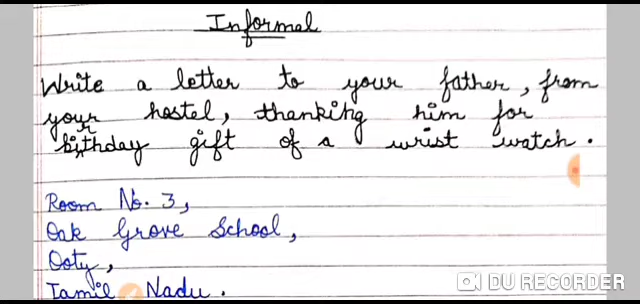 Informal
Write a letter to your father, from
your hostel, thanking him for
birthday gift of a wrist watch.
Room No. 3,
Oak Grove School,
Ooty,
Tamil Nadu.
DU RECORDER